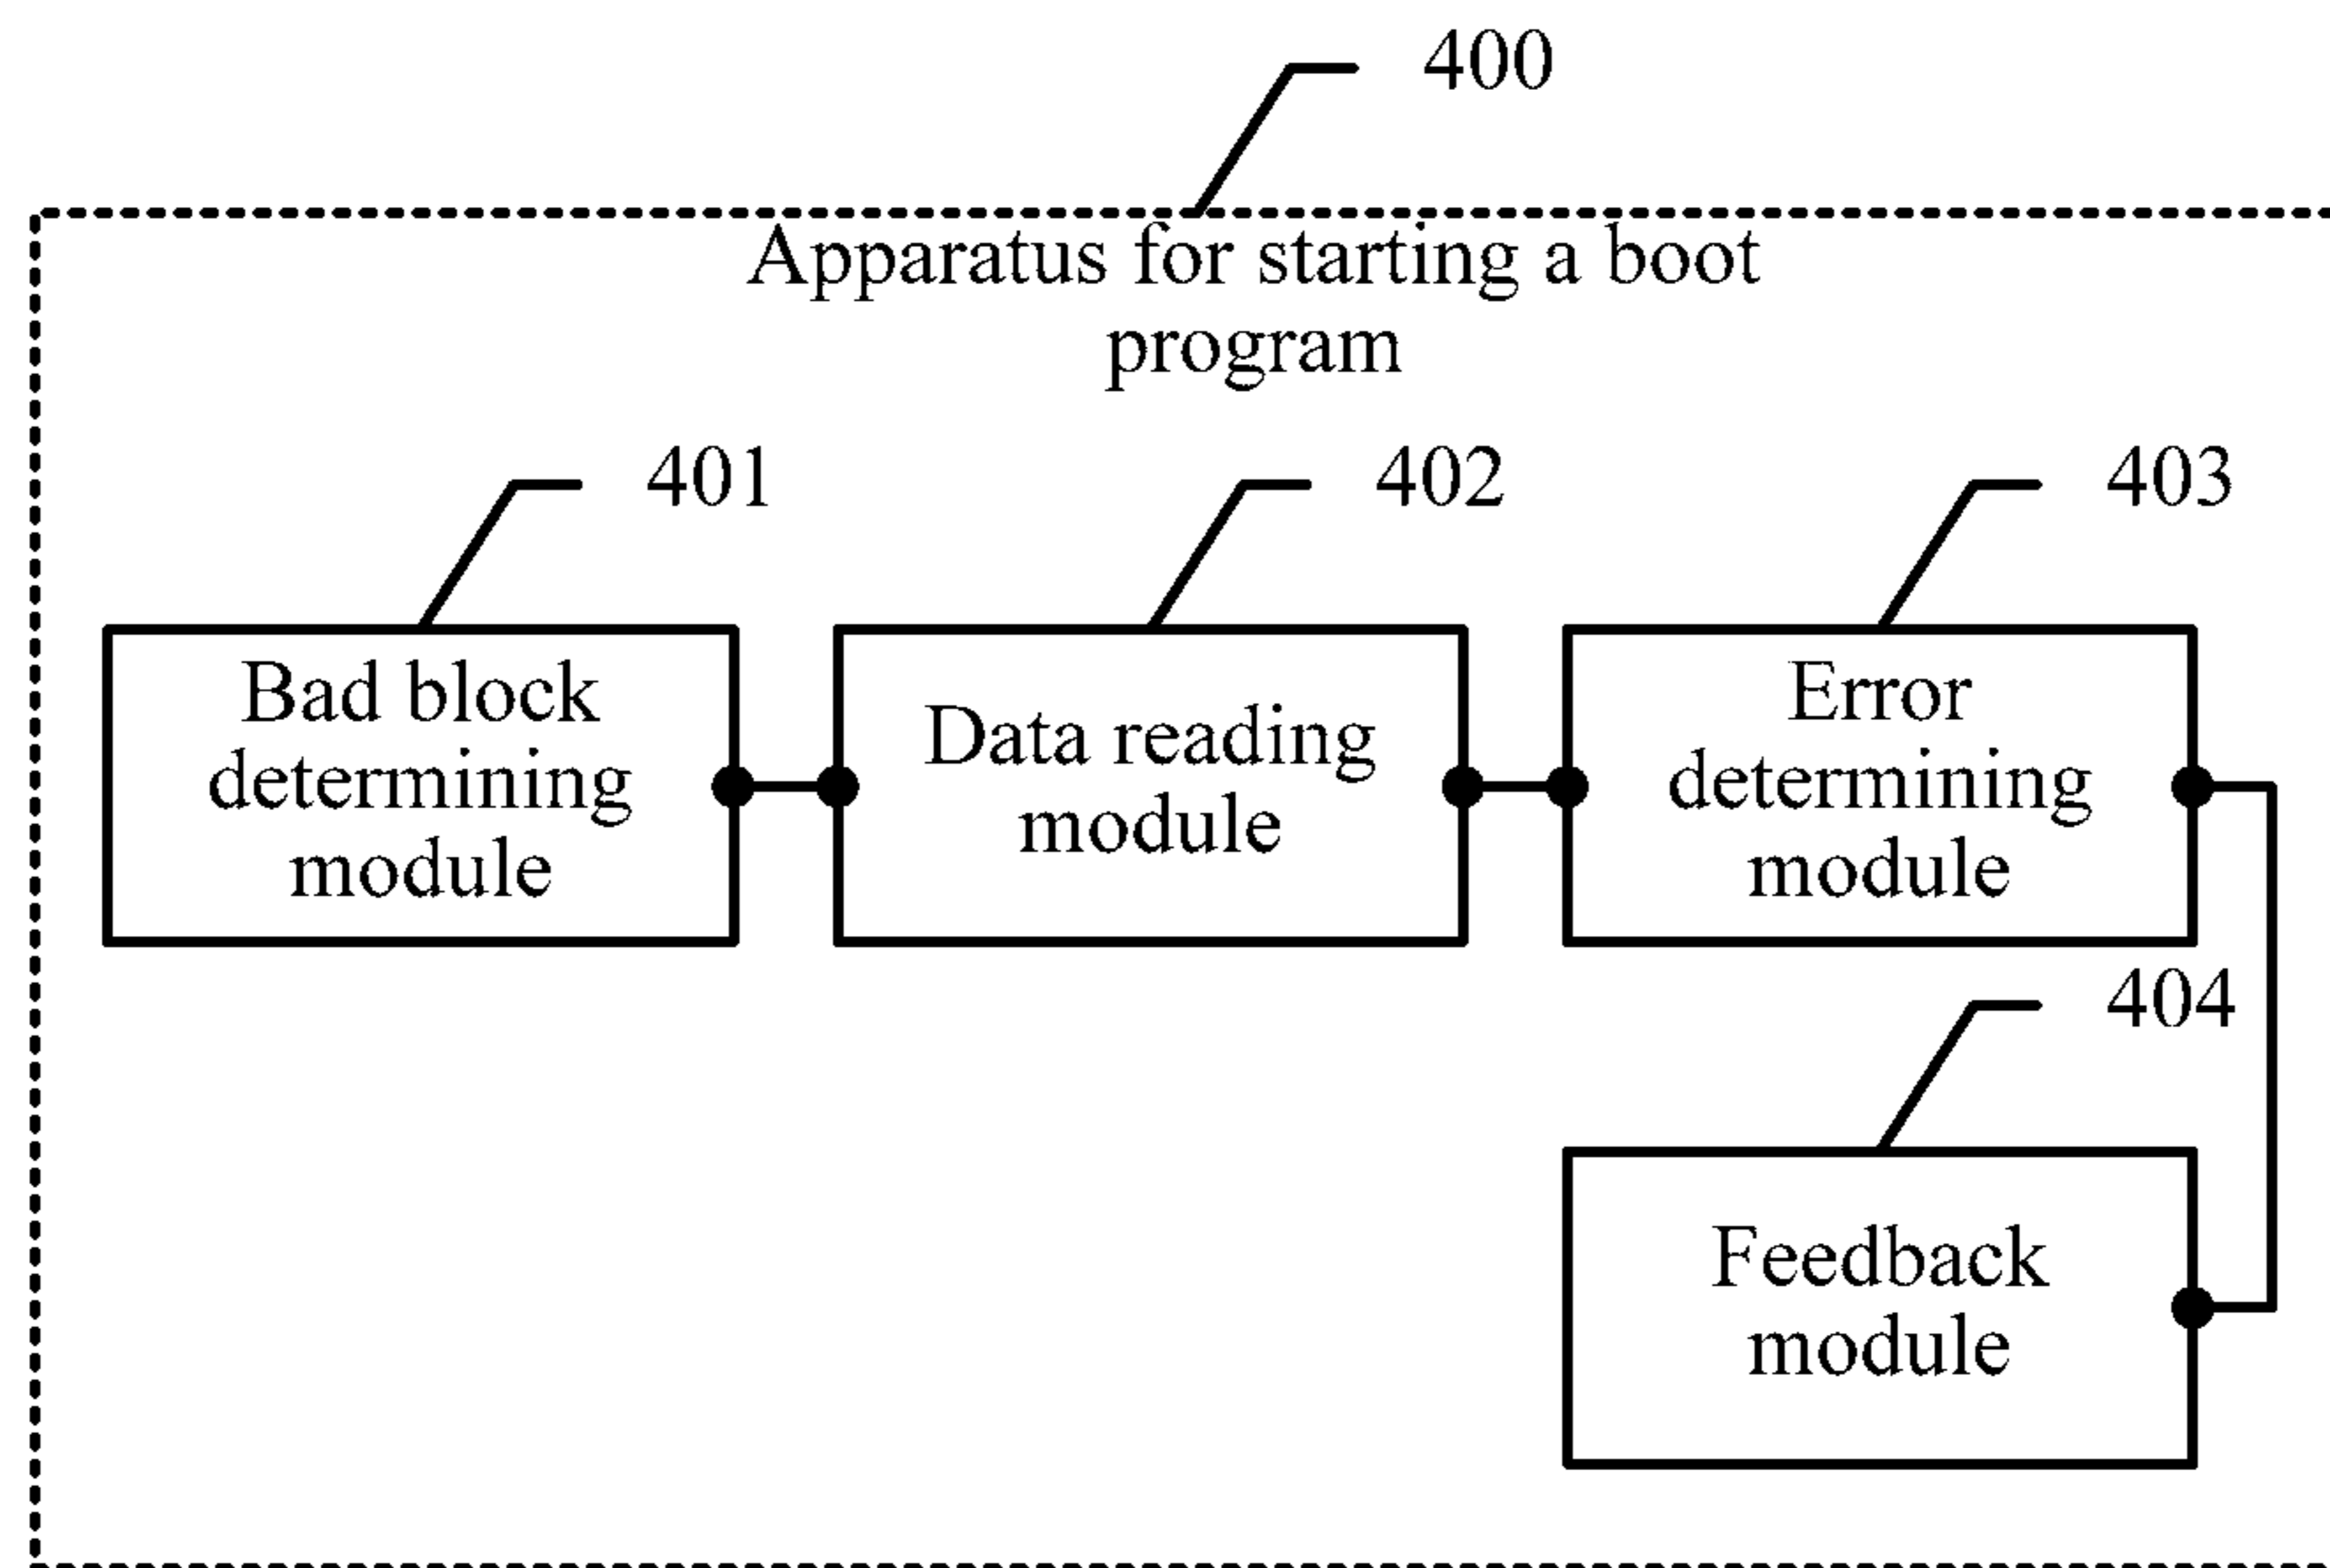 400
Apparatus for starting a boot
program
401
402
403
Bad block
determining
module
Data reading
module
Error
determining
module
404
Feedback
module